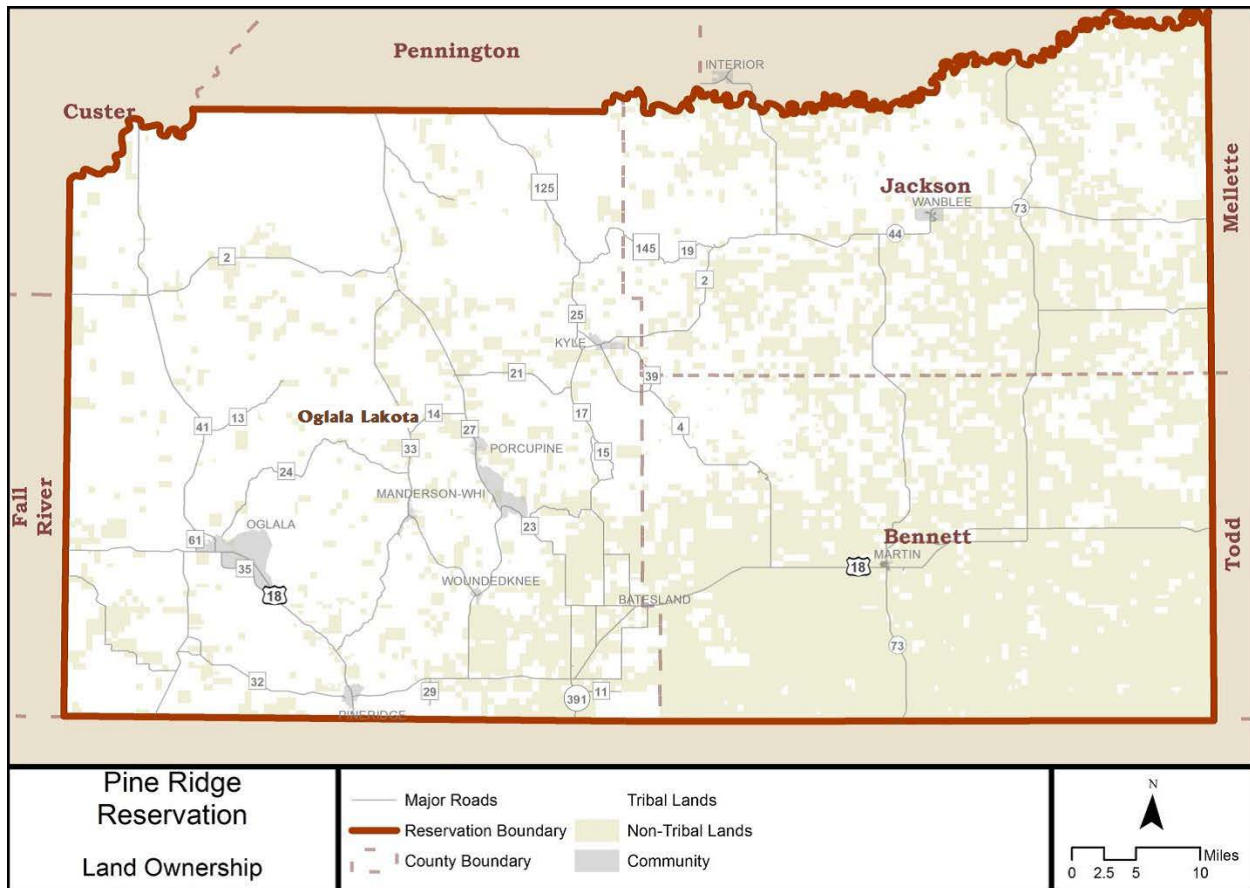 Pennington
INTERIOR
Custer
125
Jackson
WANBLEE
73
Mellette
44
145
19
2
2
25
KYLE
21
39
Oglala Lakota
14
17
13
41
27
4
33
PORCUPINE
15
24
MANDERSON-WHI
Fall
River
OGLALA
23
61
Bennett
MARTIN
Todd
35
18
18
WOUNDEDKNEE
BATESLAND
73
32
29
11
391
PINERIDGE
Pine Ridge
Reservation
Land Ownership
Major Roads
Reservation Boundary
County Boundary
Tribal Lands
Non-Tribal Lands
Community
N
Miles
0 2.5 5 10